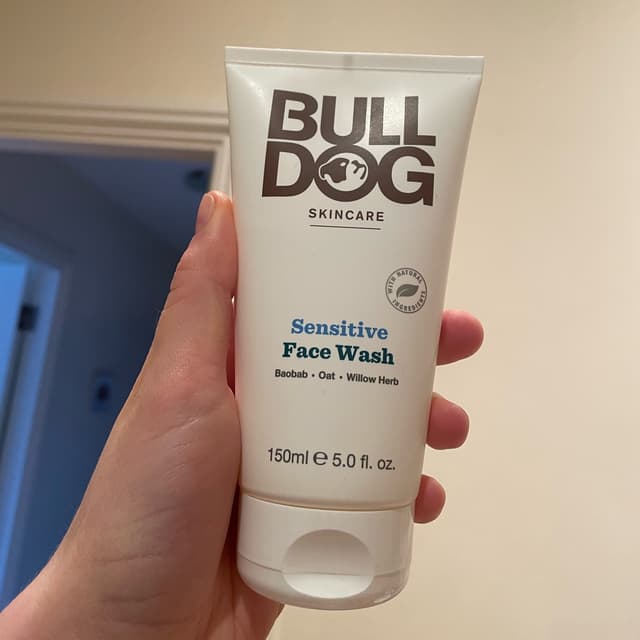 BULL
DOG
SKINCARE
WITH NATURAL
INGREDIENTS
Sensitive
Face Wash
Baobab • Oat • Willow Herb
150ml ℮ 5.0 fl. oz.